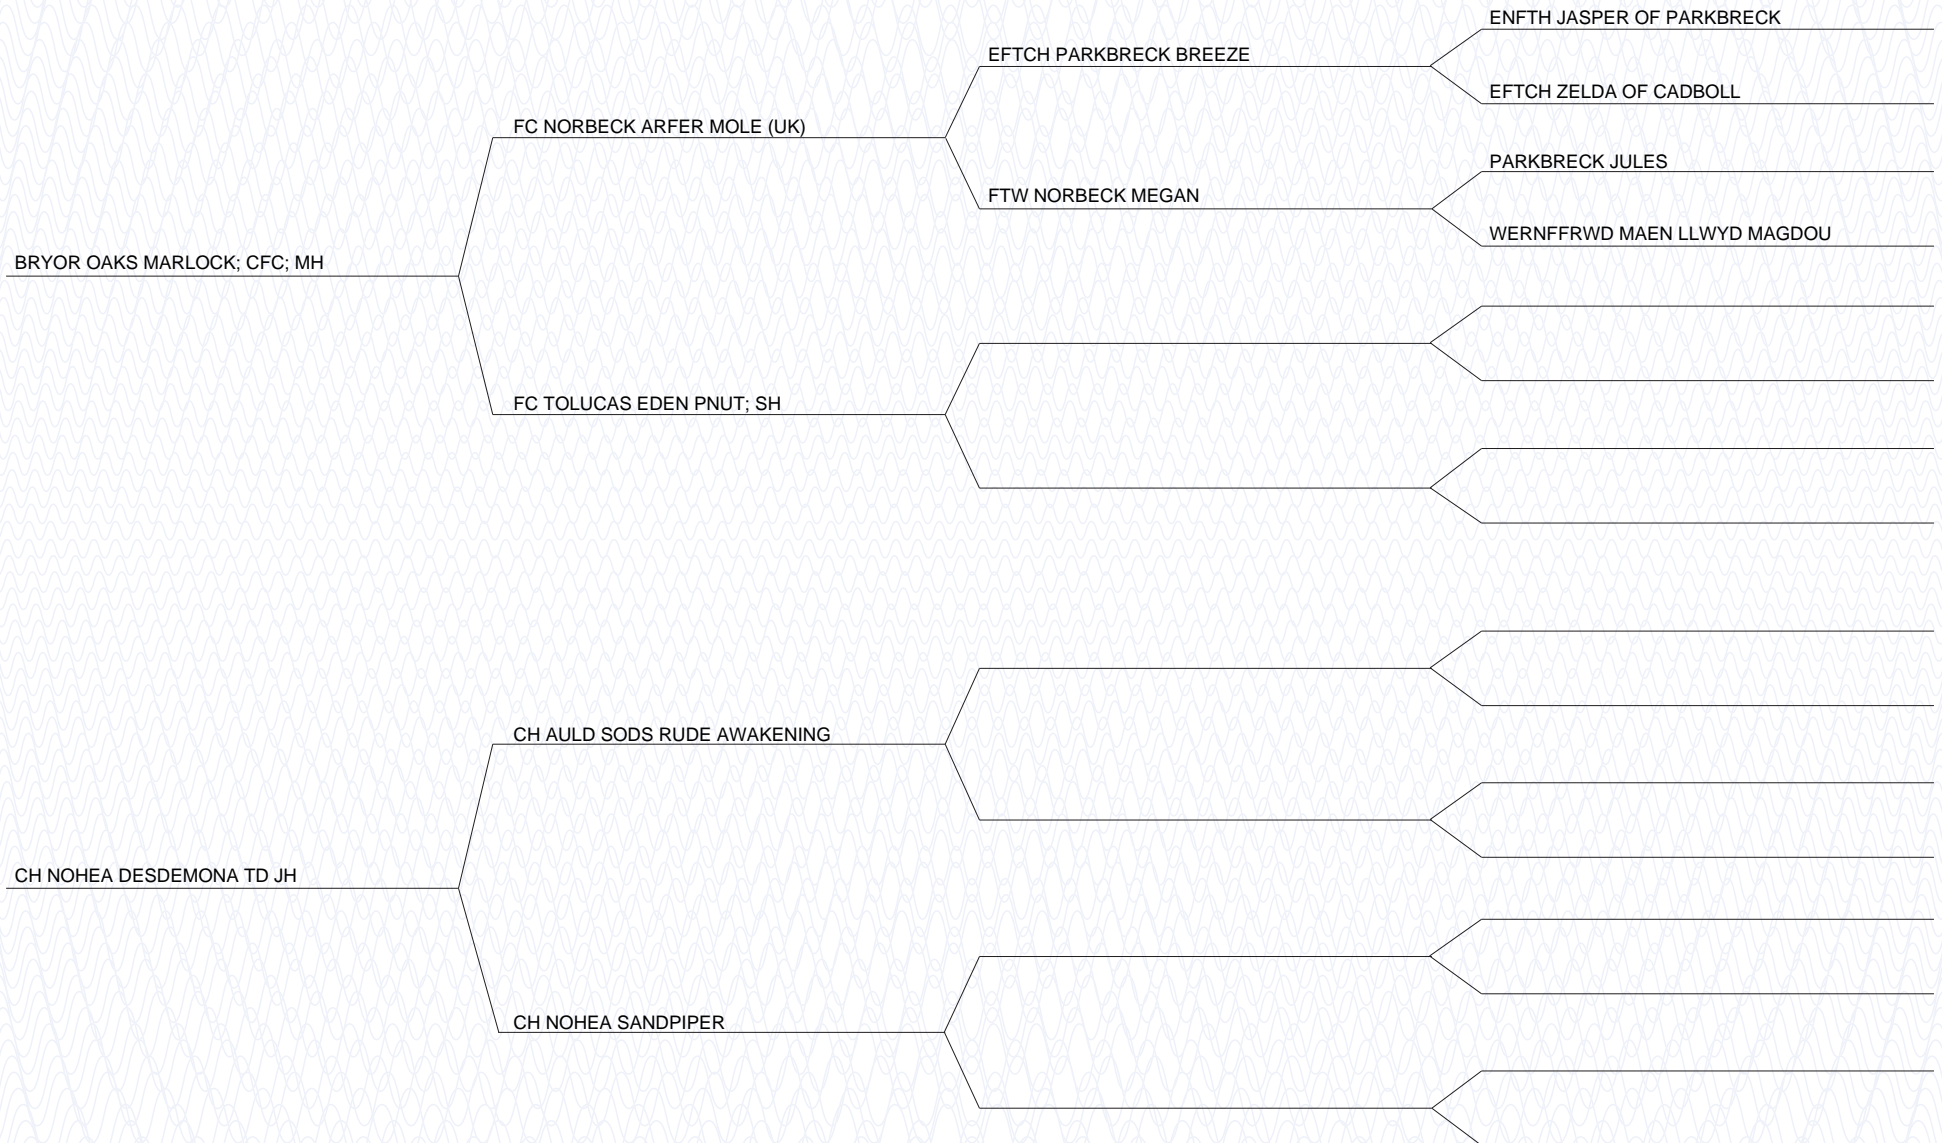 ENFTH JASPER OF PARKBRECK
EFTCH PARKBRECK BREEZE
EFTCH ZELDA OF CADBOLL
FC NORBECK ARFER MOLE (UK)
PARKBRECK JULES
FTW NORBECK MEGAN
WERNFFRWD MAEN LLWYD MAGDOU
BRYOR OAKS MARLOCK; CFC; MH
FC TOLUCAS EDEN PNUT; SH
CH AULD SODS RUDE AWAKENING
CH NOHEA DESDEMONA TD JH
CH NOHEA SANDPIPER